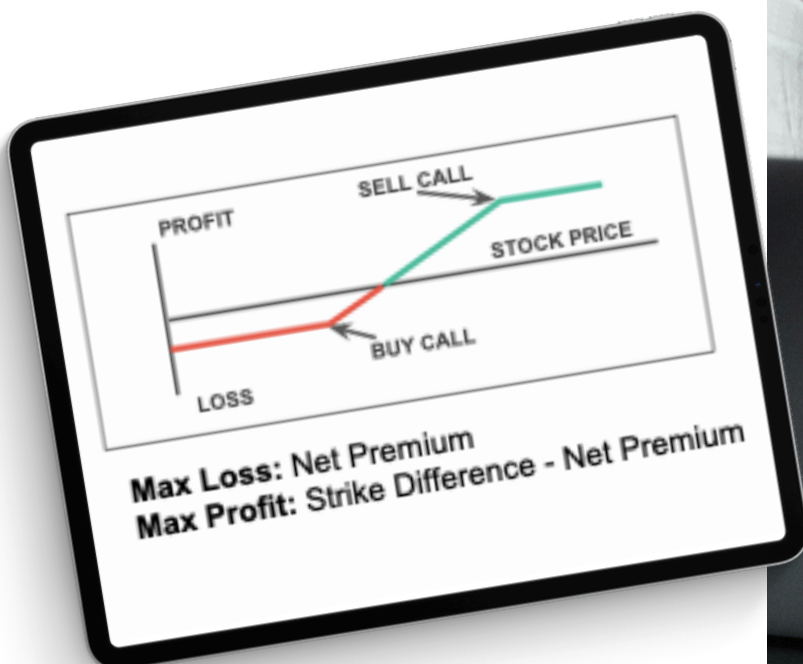 SELL CALL
PROFIT
STOCK PRICE
BUY CALL
LOSS
Max Loss: Net Premium
Max Profit: Strike Difference - Net Premium